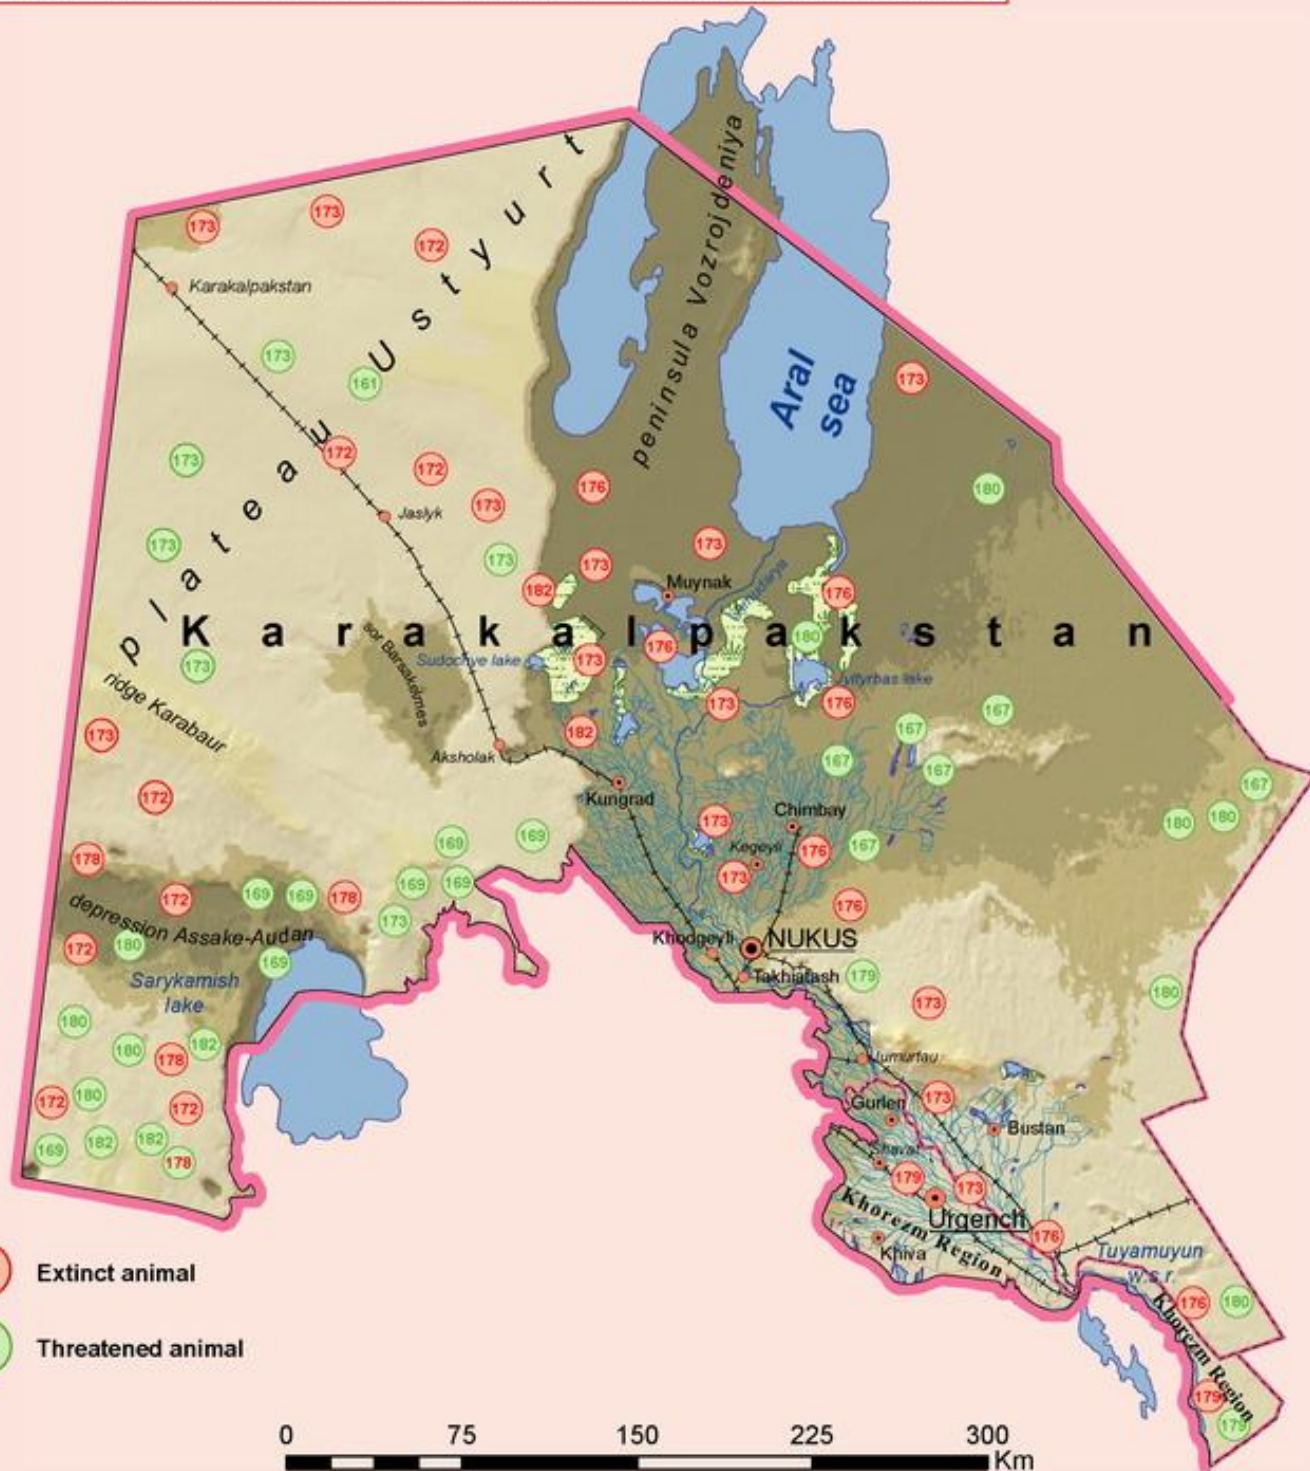 173
173
172
Karakalpakstan
plateau Ustyurt
peninsula Vozrojdeniya
Aral
sea
173
161
173
173
172
172
173
Jaslyk
176
180
173
173
173
173
182
Muynak
176
180
Karakalpakstan
173
sor Barsakelmes
Sudochye lake
173
176
173
176
167
167
167
167
ridge Karabaur
173
182
Aksholak
172
Kungrad
167
180
180
173
Chimbay
Kegeyli
176
167
173
169
169
178
172
169
169
178
169
169
173
176
depression Assake-Audan
172
180
169
Khodgeyli
NUKUS
Takhiatash
179
173
180
Sarykamish
lake
180
180
178
182
172
180
172
169
182
182
178
Jumurtau
Gurlen
173
Bustan
Shavat
179
173
Urgench
176
Khorezm Region
Khiva
Tuyamuyun
w.s.r.
176
180
Khorezm Region
179
179
Extinct animal
Threatened animal
0 75 150 225 300
Km